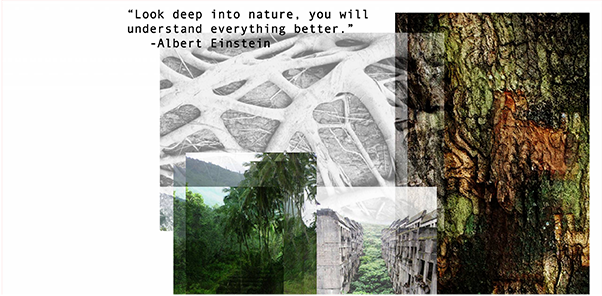 “Look deep into nature, you will
understand everything better.”
-Albert Einstein